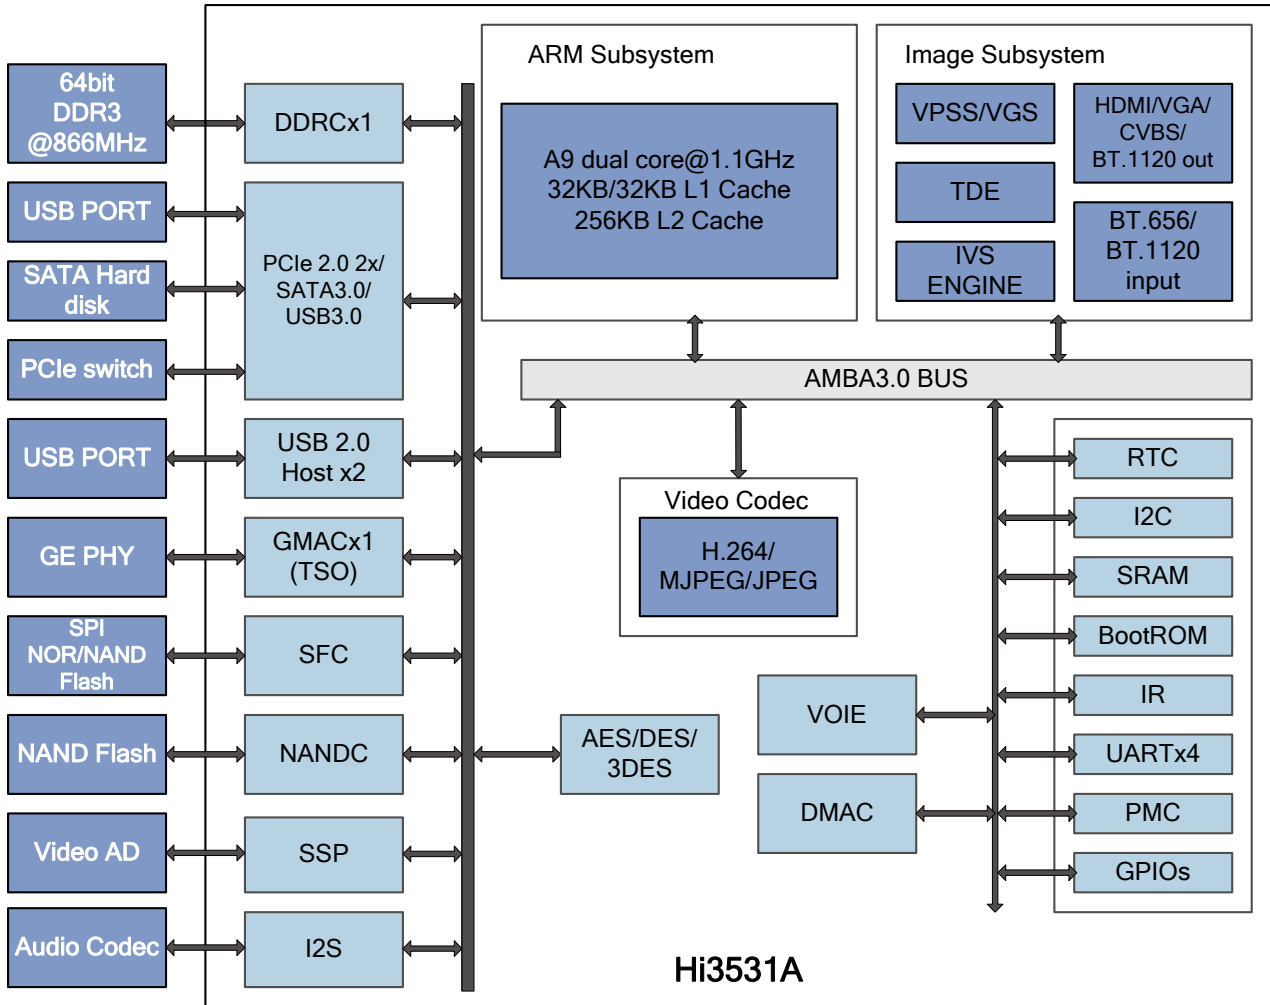 64bit
DDR3
@866MHz
USB PORT
SATA Hard
disk
PCIe switch
USB PORT
GE PHY
SPI
NOR/NAND
Flash
NAND Flash
Video AD
Audio Codec
DDRCx1
PCIe 2.0 2x/
SATA3.0/
USB3.0
USB 2.0
Host x2
GMACx1
(TSO)
SFC
NANDC
SSP
I2S
ARM Subsystem
A9 dual core@1.1GHz
32KB/32KB L1 Cache
256KB L2 Cache
Image Subsystem
VPSS/VGS
TDE
IVS
ENGINE
HDMI/VGA/
CVBS/
BT.1120 out
BT.656/
BT.1120
input
AMBA3.0 BUS
Video Codec
H.264/
MJPEG/JPEG
AES/DES/
3DES
VOIE
DMAC
RTC
I2C
SRAM
BootROM
IR
UARTx4
PMC
GPIOs
Hi3531A